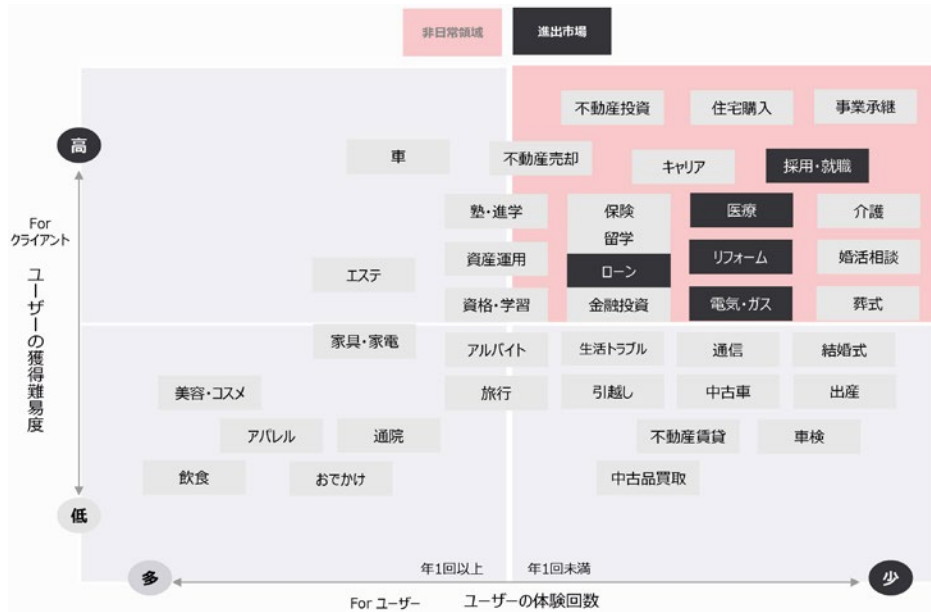 非日常領域
進出市場
不動産投資
住宅購入
事業承継
高
車
不動産売却
キャリア
採用・就職
For
クライアント
ユーザーの獲得難易度
塾・進学
保険
医療
介護
留学
資産運用
リフォーム
婚活相談
エステ
ローン
資格・学習
金融投資
電気・ガス
葬式
家具・家電
アルバイト
生活トラブル
通信
結婚式
美容・コスメ
旅行
引越し
中古車
出産
アパレル
通院
不動産賃貸
車検
飲食
おでかけ
中古品買取
低
多
年1回以上
年1回未満
少
For ユーザー
ユーザーの体験回数